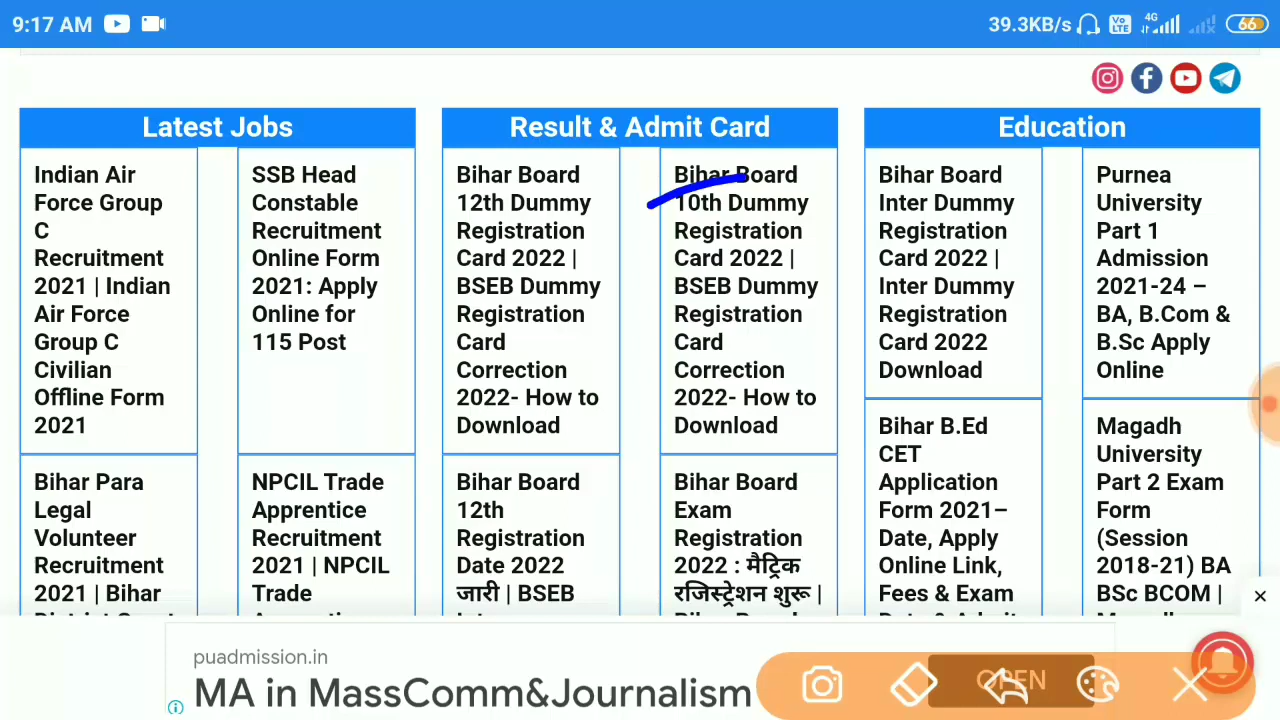 9:17 AM
39.3KB/s
Vo LTE
4G
66
Latest Jobs
Indian Air
Force Group
C
Recruitment
2021 | Indian
Air Force
Group C
Civilian
Offline Form
2021
SSB Head
Constable
Recruitment
Online Form
2021: Apply
Online for
115 Post
Bihar Para
Legal
Volunteer
Recruitment
2021 | Bihar
NPCIL Trade
Apprentice
Recruitment
2021 | NPCIL
Trade
Result & Admit Card
Bihar Board
12th Dummy
Registration
Card 2022 |
BSEB Dummy
Registration
Card
Correction
2022- How to
Download
Bihar Board
10th Dummy
Registration
Card 2022 |
BSEB Dummy
Registration
Card
Correction
2022- How to
Download
Bihar Board
12th
Registration
Date 2022
जारी | BSEB
Bihar Board
Exam
Registration
2022 : मैट्रिक
रजिस्ट्रेशन शुरू |
Education
Bihar Board
Inter Dummy
Registration
Card 2022 |
Inter Dummy
Registration
Card 2022
Download
Purnea
University
Part 1
Admission
2021-24 –
BA, B.Com &
B.Sc Apply
Online
Bihar B.Ed
CET
Application
Form 2021–
Date, Apply
Online Link,
Fees & Exam
Magadh
University
Part 2 Exam
Form
(Session
2018-21) BA
BSc BCOM |
puadmission.in
MA in MassComm&Journalism
OPEN